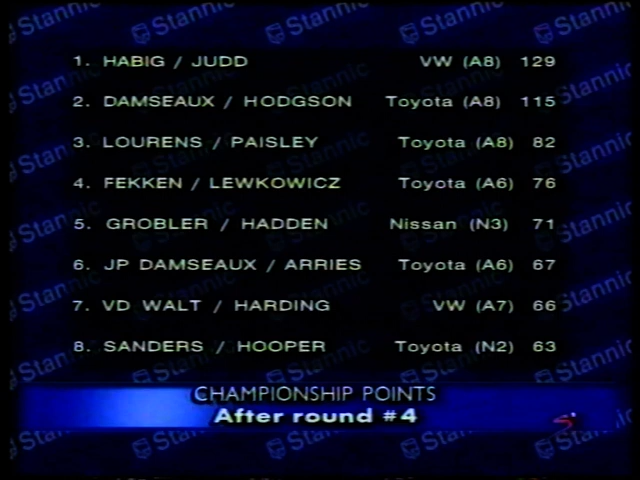 1. HABIG / JUDD VW (A8) 129
2. DAMSEAUX / HODGSON Toyota (A8) 115
3. LOURENS / PAISLEY Toyota (A8) 82
4. FEKKEN / LEWKOWICZ Toyota (A6) 76
5. GROBLER / HADDEN Nissan (N3) 71
6. JP DAMSEAUX / ARRIES Toyota (A6) 67
7. VD WALT / HARDING VW (A7) 66
8. SANDERS / HOOPER Toyota (N2) 63
CHAMPIONSHIP POINTS
After round #4
Stannic